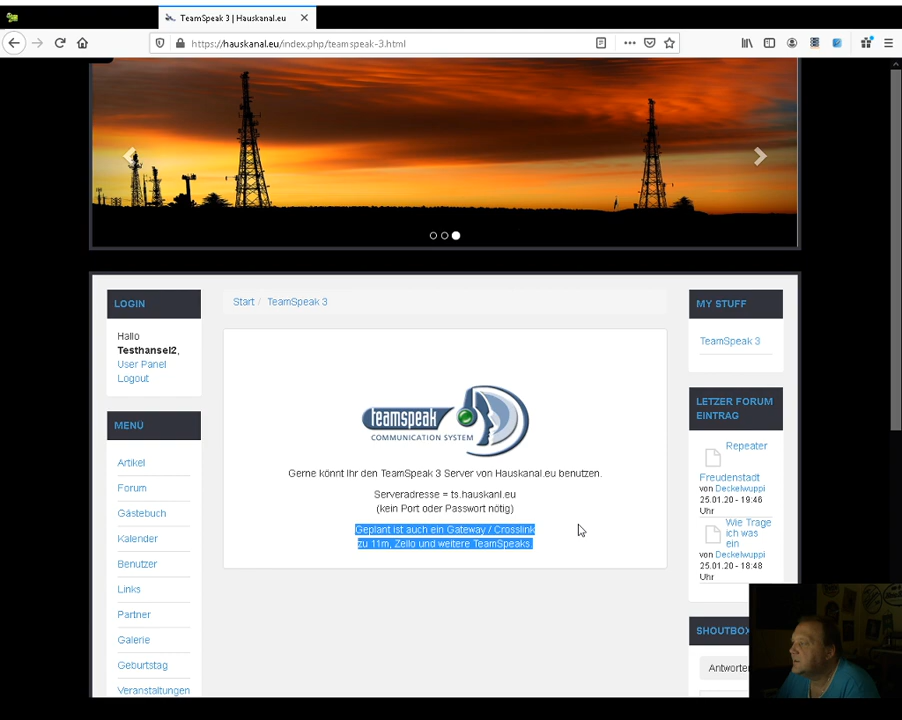 TeamSpeak 3 | Hauskanal.eu
https://hauskanal.eu/index.php/teamspeak-3.html
LOGIN
Hallo
Testhansel2,
User Panel
Logout
MENÜ
Artikel
Forum
Gästebuch
Kalender
Benutzer
Links
Partner
Galerie
Geburtstag
Veranstaltungen
Start / TeamSpeak 3
teamspeak
COMMUNICATION SYSTEM
Gerne könnt Ihr den TeamSpeak 3 Server von Hauskanal.eu benutzen.
Serveradresse = ts.hauskanl.eu
(kein Port oder Passwort nötig)
Geplant ist auch ein Gateway / Crosslink
zu 11m, Zello und weitere TeamSpeaks.
MY STUFF
TeamSpeak 3
LETZER FORUM
EINTRAG
Repeater
Freudenstadt
von Deckelwuppi
25.01.20 - 19:46
Uhr
Wie Trage
ich was
ein
von Deckelwuppi
25.01.20 - 18:48
Uhr
SHOUTBOX